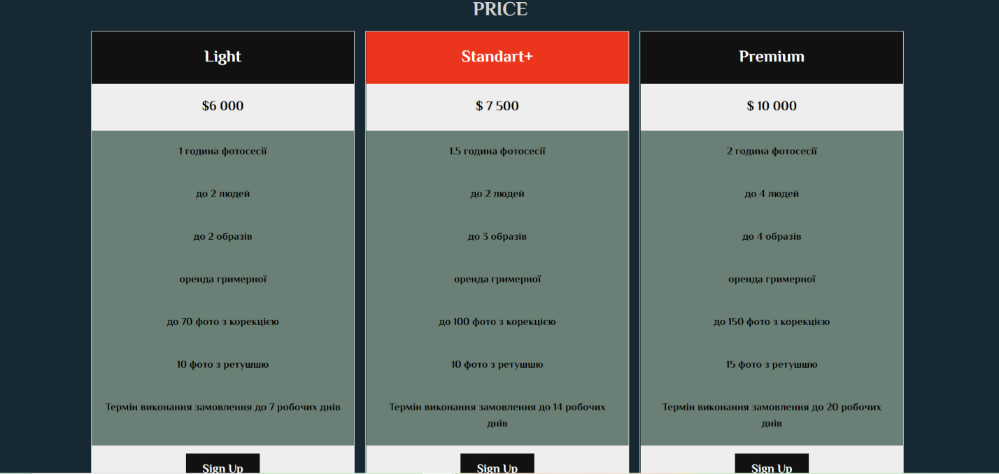 PRICE
Light
$6 000
1 година фотосесії
до 2 людей
до 2 образів
оренда гримерної
до 70 фото з корекцією
10 фото з ретушшю
Термін виконання замовлення до 7 робочих днів
Sign Up
Standart+
$ 7 500
1.5 година фотосесії
до 2 людей
до 3 образів
оренда гримерної
до 100 фото з корекцією
10 фото з ретушшю
Термін виконання замовлення до 14 робочих
днів
Sign Up
Premium
$ 10 000
2 година фотосесії
до 4 людей
до 4 образів
оренда гримерної
до 150 фото з корекцією
15 фото з ретушшю
Термін виконання замовлення до 20 робочих
днів
Sign Up